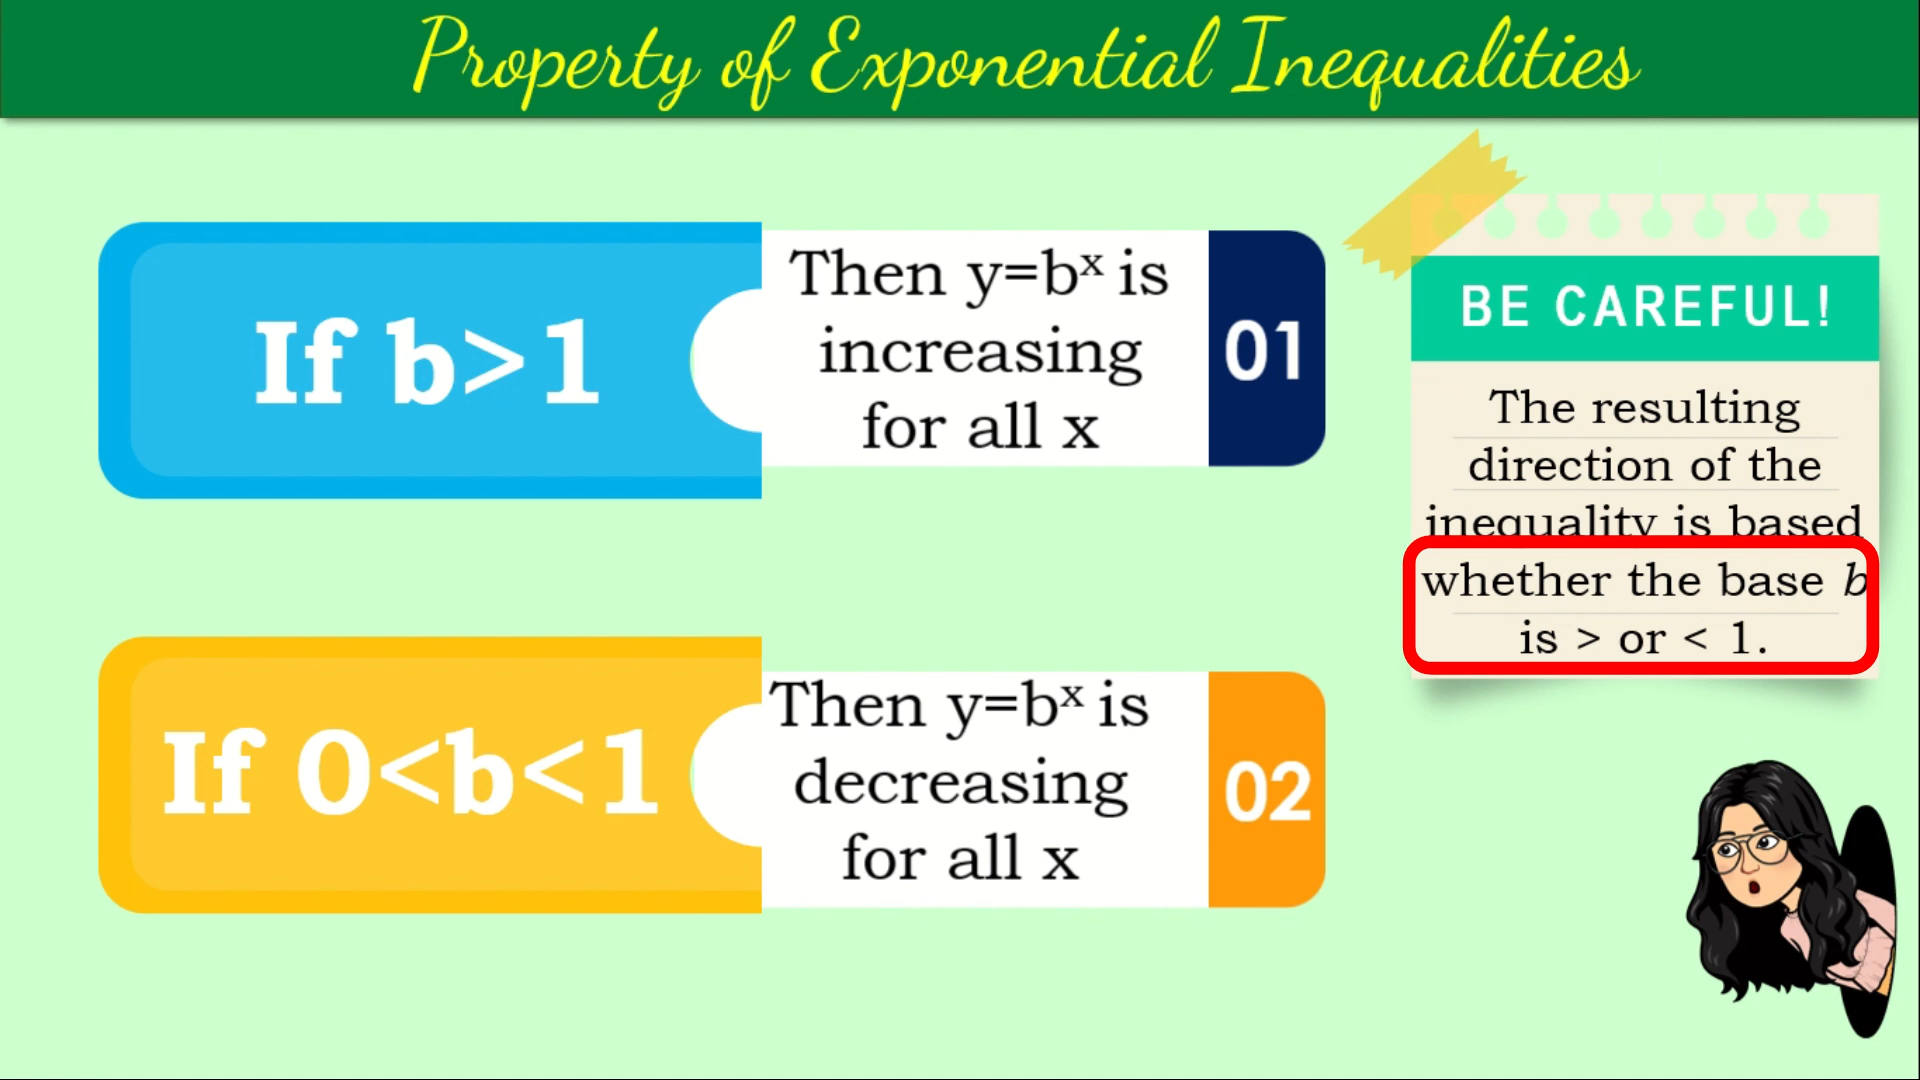 Property of Exponential Inequalities
If b>1
Then y=bˣ is
increasing
for all x
01
If 0<b<1
Then y=bˣ is
decreasing
for all x
02
BE CAREFUL!
The resulting
direction of the
inequality is based
whether the base b
is > or < 1.